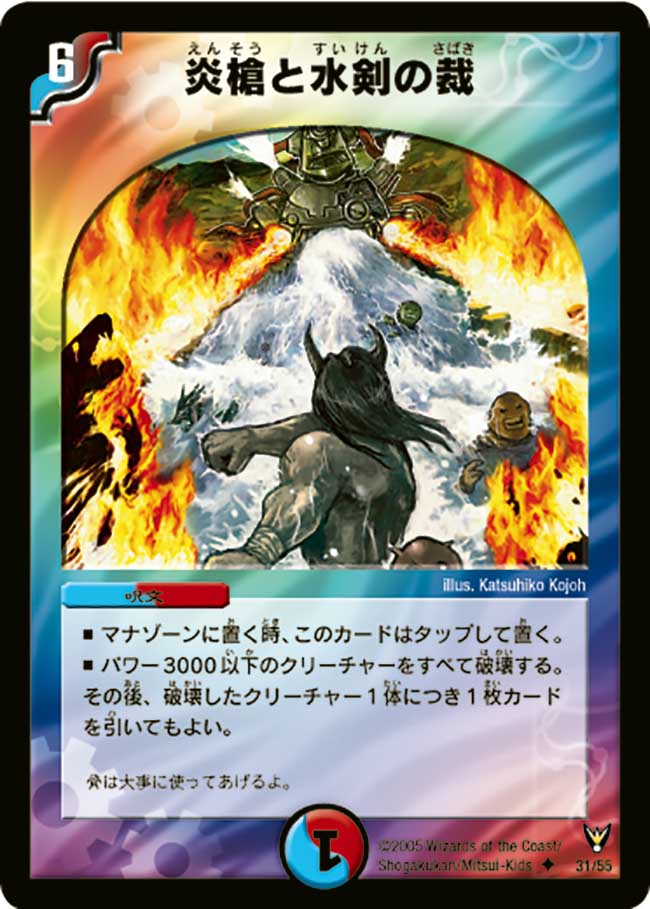 6
えんそう すいけん さばき
炎槍と水剣の裁
illus. Katsuhiko Kojoh
呪文
■ マナゾーンに置く時、このカードはタップして置く。
■ パワー3000以下のクリーチャーをすべて破壊する。
その後、破壊したクリーチャー1体につき1枚カード
を引いてもよい。
骨は大事に使ってあげるよ。
1
©2005 Wizards of the Coast/
Shogakukan/Mitsui-Kids ♦ 31/55